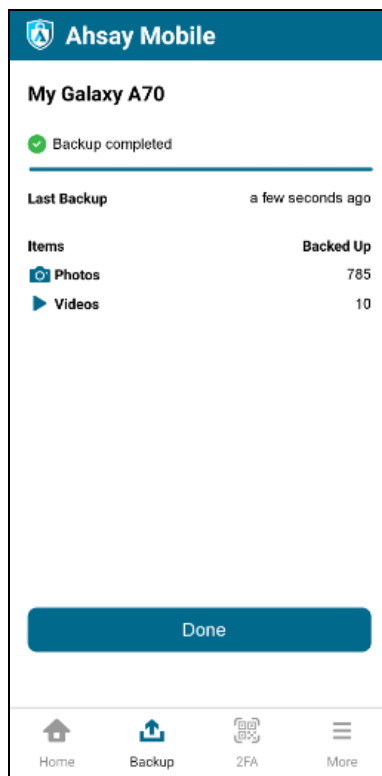 Ahsay Mobile
My Galaxy A70
Backup completed
Last Backup a few seconds ago
Items Backed Up
Photos 785
Videos 10
Done
Home Backup 2FA More